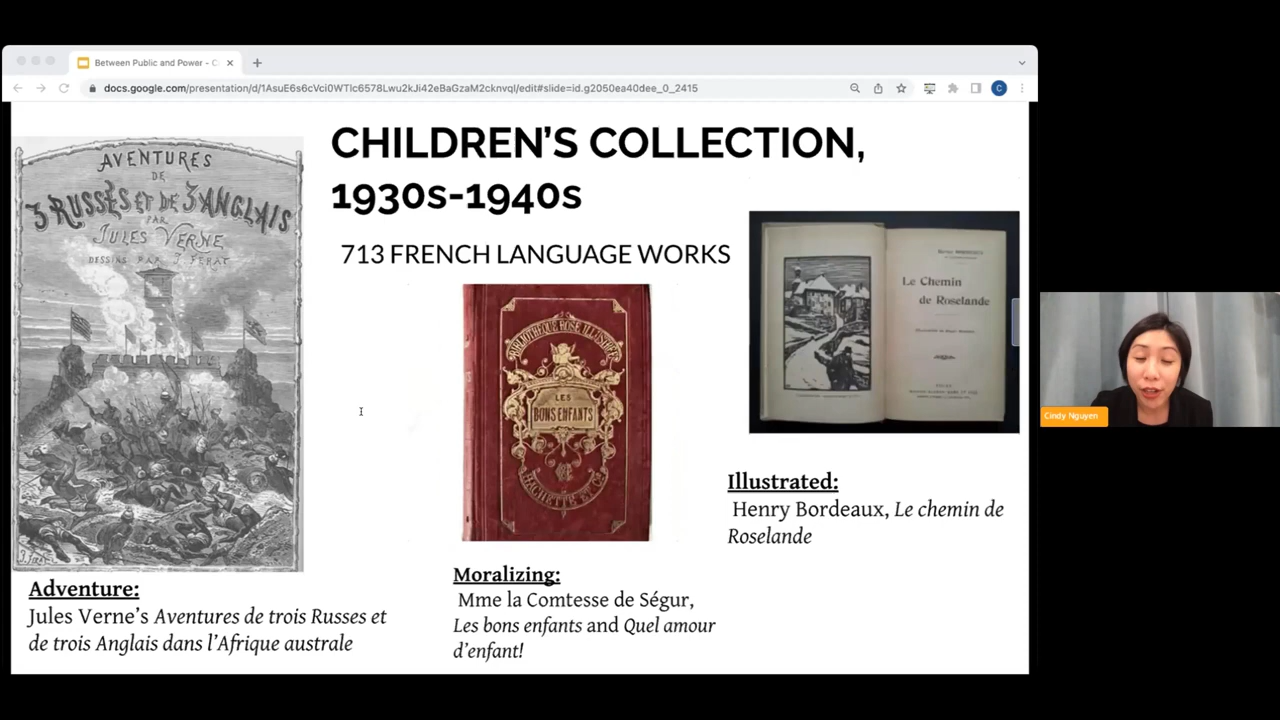 Between Public and Power - C
docs.google.com/presentation/d/1AsuE6s6cVci0WTlc6578Lwu2kJi42eBaGzaM2cknvqI/edit#slide=id.g2050ea40dee_0_2415
C
CHILDREN’S COLLECTION,
1930s-1940s
713 FRENCH LANGUAGE WORKS
AVENTURES
DE
3 RUSSES ET DE 3 ANGLAIS
PAR
JULES VERNE
DESSINS PAR J. FERAT
Adventure:
Jules Verne’s Aventures de trois Russes et
de trois Anglais dans l’Afrique australe
BIBLIOTHEQUE ROSE ILLUSTREE
LES
BONS ENFANTS
HACHETTE ET Cie
Moralizing:
Mme la Comtesse de Ségur,
Les bons enfants and Quel amour
d’enfant!
Le Chemin
de Roselande
Illustrated:
Henry Bordeaux, Le chemin de
Roselande
Cindy Nguyen